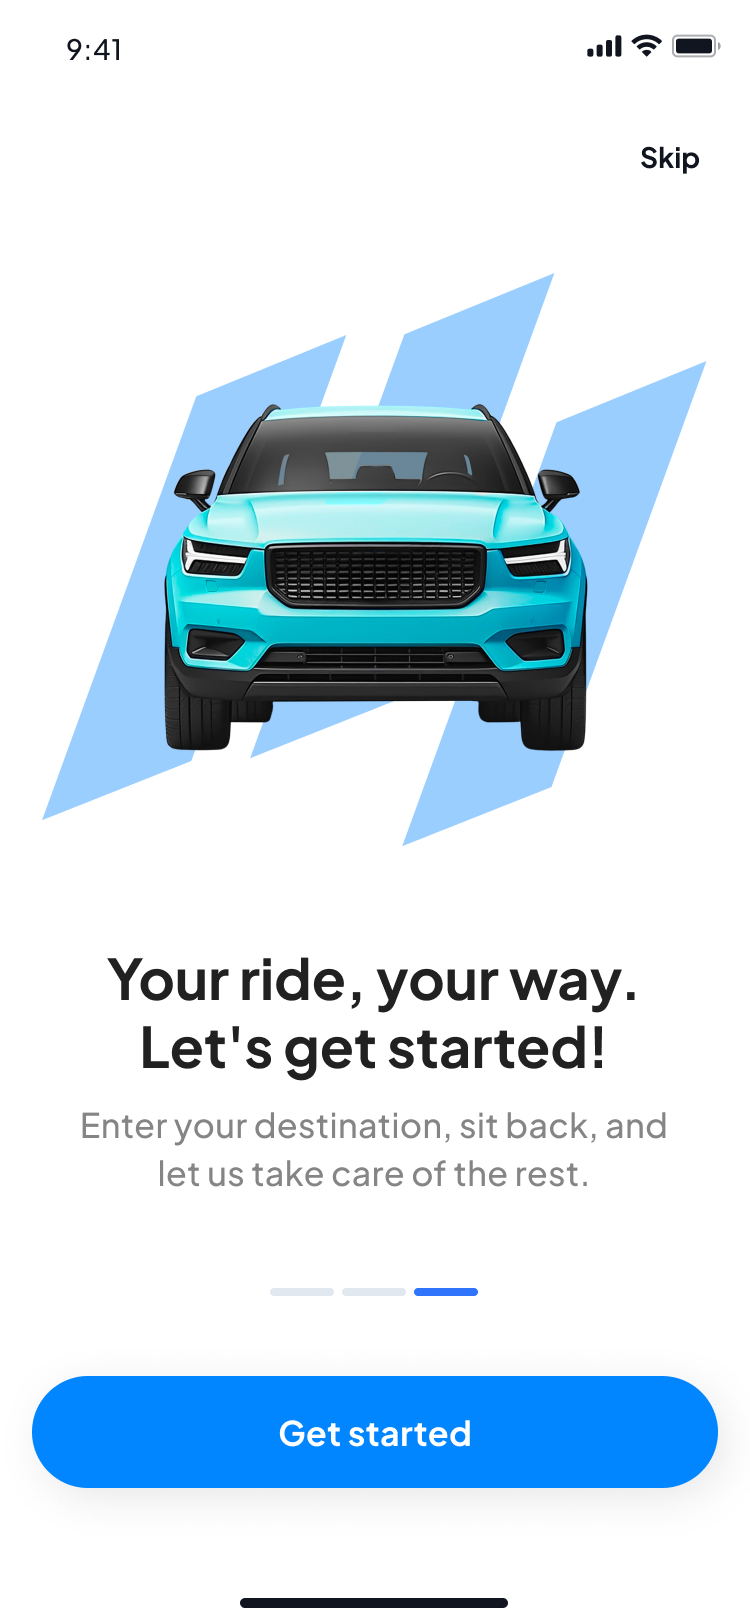 9:41
Skip
Your ride, your way.
Let's get started!
Enter your destination, sit back, and
let us take care of the rest.
Get started